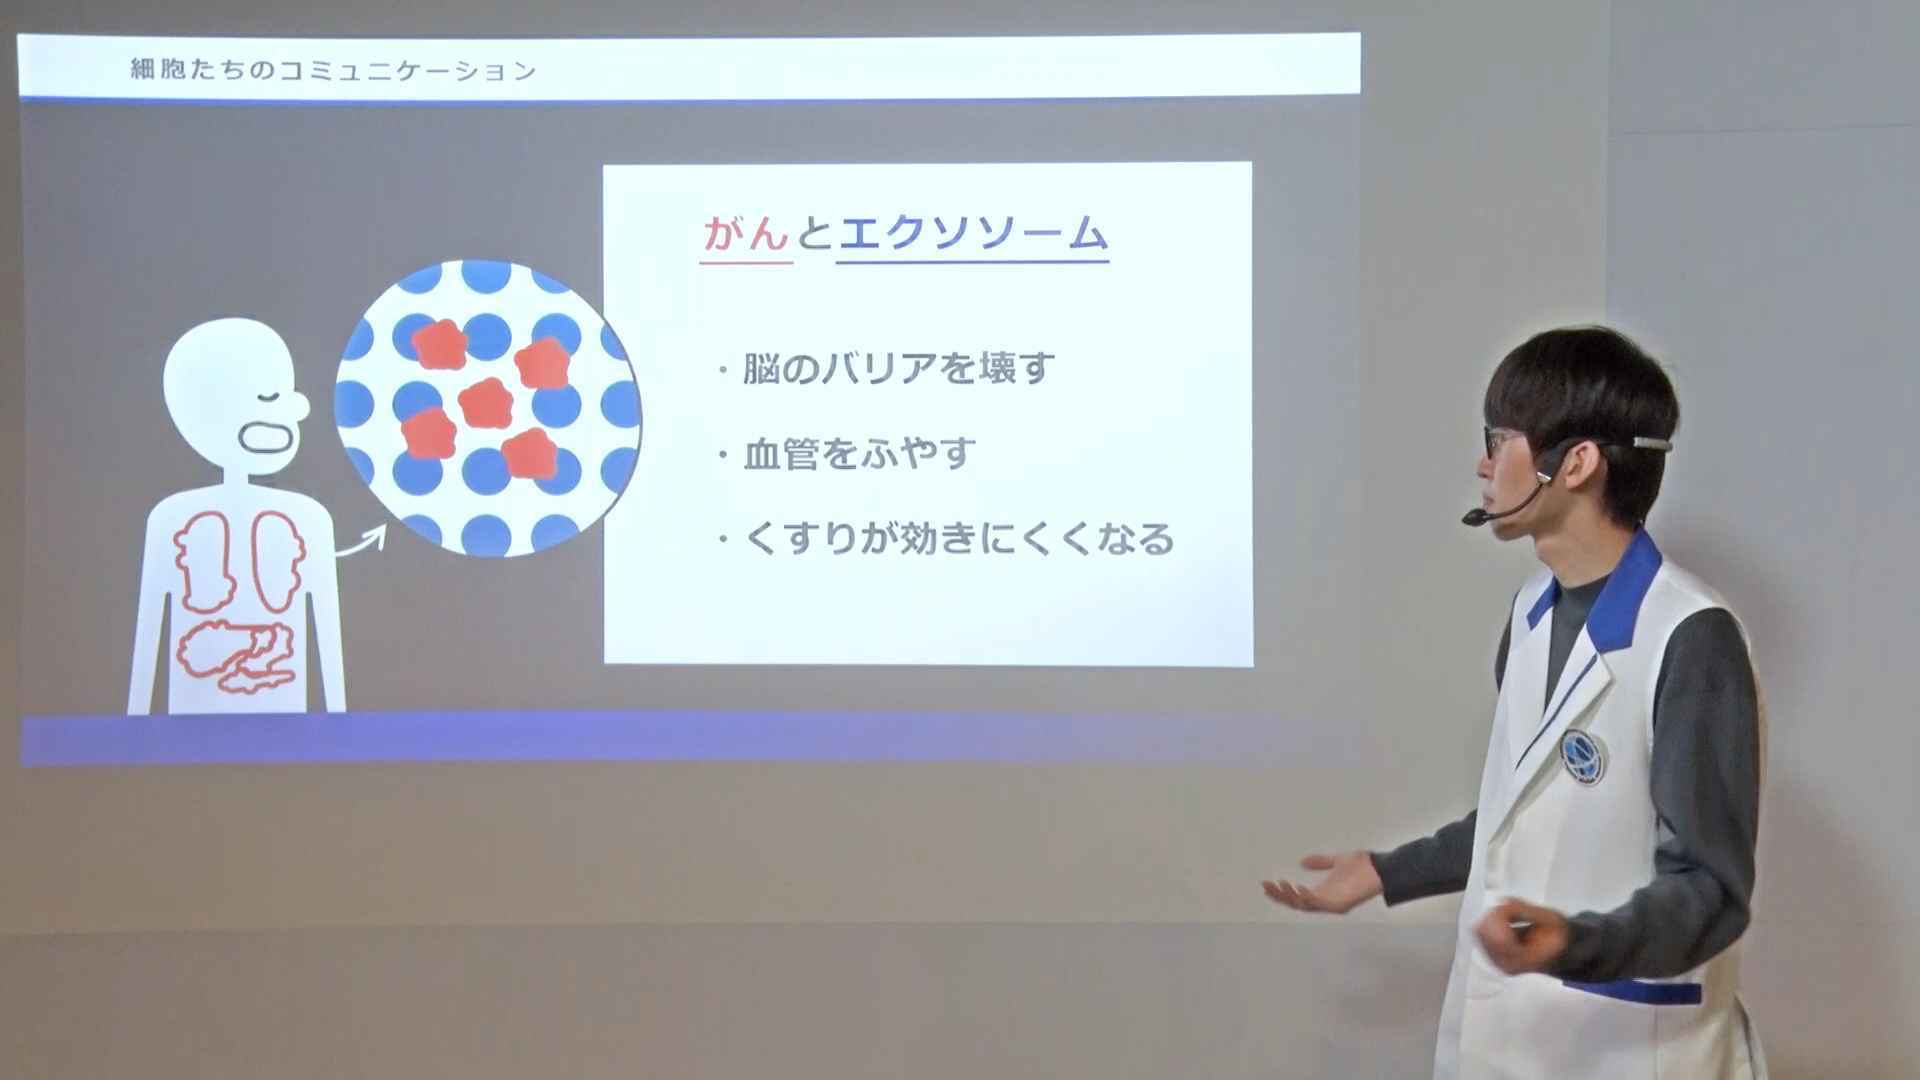 細胞たちのコミュニケーション
がんとエクソソーム
・脳のバリアを壊す
・血管をふやす
・くすりが効きにくくなる